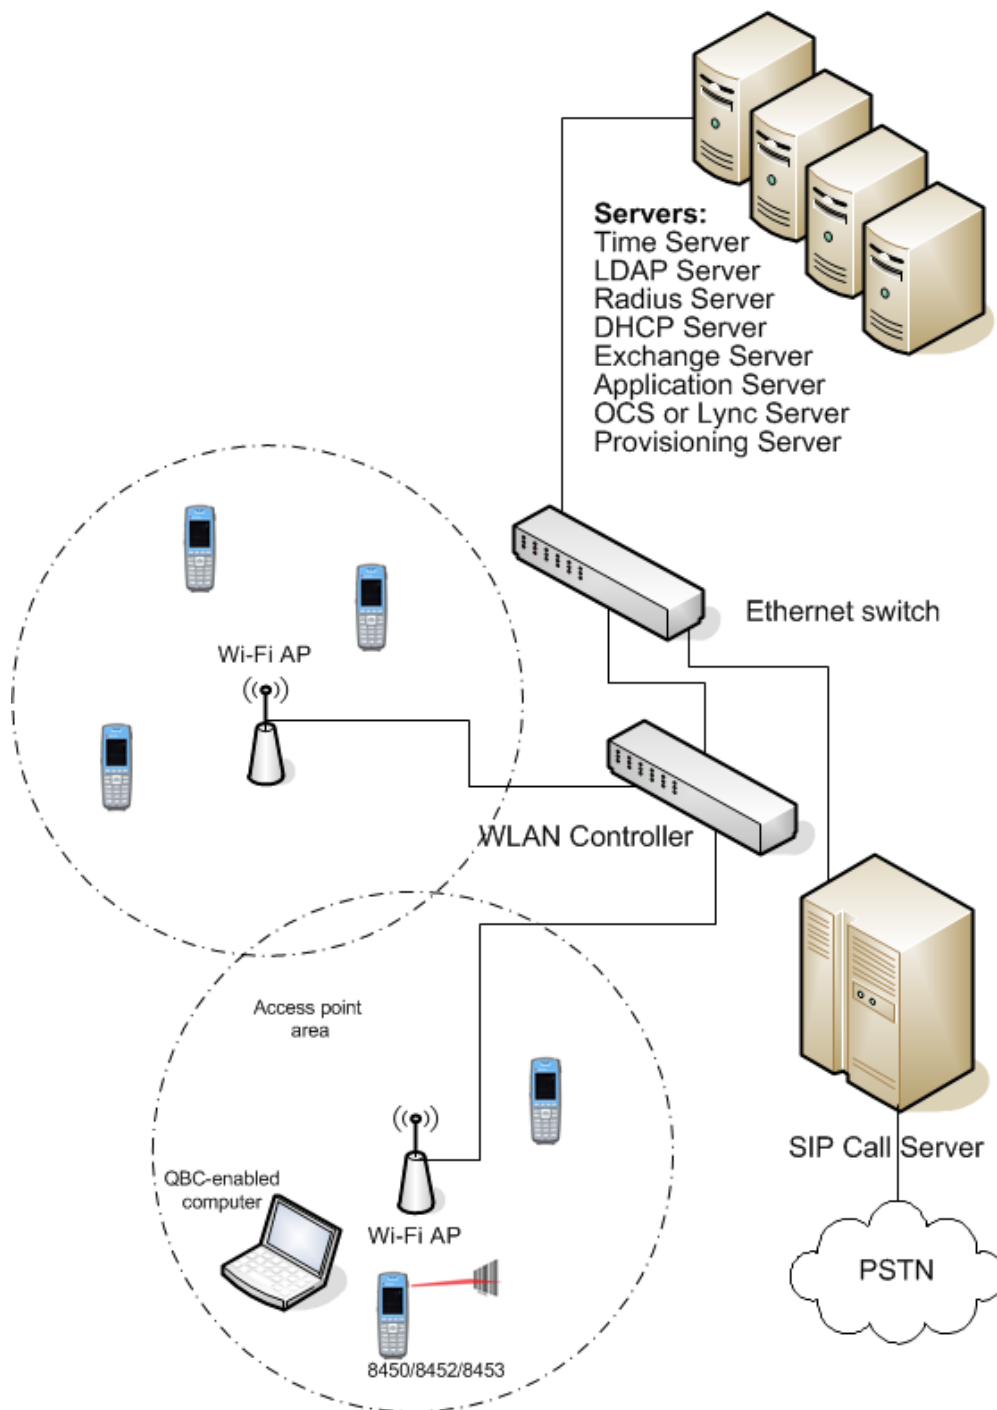 Servers:
Time Server
LDAP Server
Radius Server
DHCP Server
Exchange Server
Application Server
OCS or Lync Server
Provisioning Server
Ethernet switch
Wi-Fi AP
WLAN Controller
Access point
area
SIP Call Server
QBC-enabled
computer
Wi-Fi AP
PSTN
8450/8452/8453